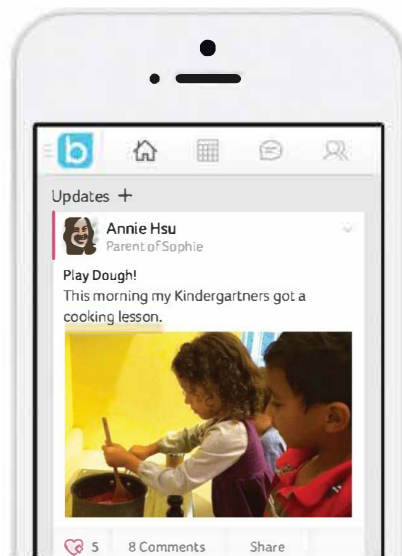 b
Updates +
Annie Hsu
Parent of Sophie
Play Dough!
This morning my Kindergartners got a
cooking lesson.
5
8 Comments
Share